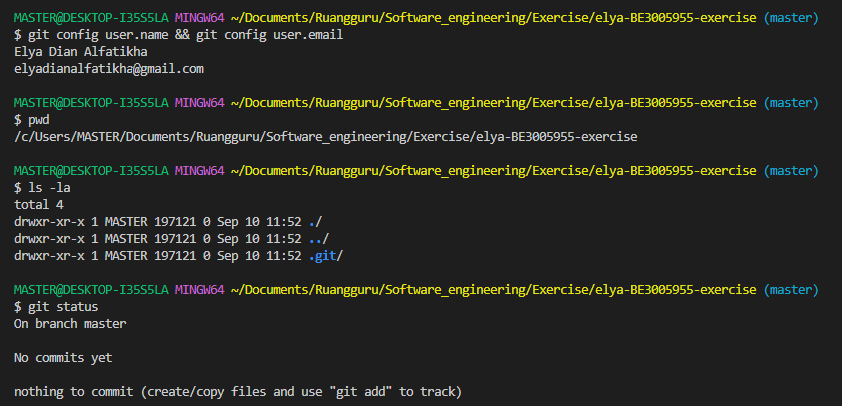 MASTER@DESKTOP-I35S5LA MINGW64 ~/Documents/Ruangguru/Software_engineering/Exercise/elya-BE3005955-exercise (master)
$ git config user.name && git config user.email
Elya Dian Alfatikha
elyadianalfatikha@gmail.com
MASTER@DESKTOP-I35S5LA MINGW64 ~/Documents/Ruangguru/Software_engineering/Exercise/elya-BE3005955-exercise (master)
$ pwd
/c/Users/MASTER/Documents/Ruangguru/Software_engineering/Exercise/elya-BE3005955-exercise
MASTER@DESKTOP-I35S5LA MINGW64 ~/Documents/Ruangguru/Software_engineering/Exercise/elya-BE3005955-exercise (master)
$ ls -la
total 4
drwxr-xr-x 1 MASTER 197121 0 Sep 10 11:52 ./
drwxr-xr-x 1 MASTER 197121 0 Sep 10 11:52 ../
drwxr-xr-x 1 MASTER 197121 0 Sep 10 11:52 .git/
MASTER@DESKTOP-I35S5LA MINGW64 ~/Documents/Ruangguru/Software_engineering/Exercise/elya-BE3005955-exercise (master)
$ git status
On branch master
No commits yet
nothing to commit (create/copy files and use "git add" to track)